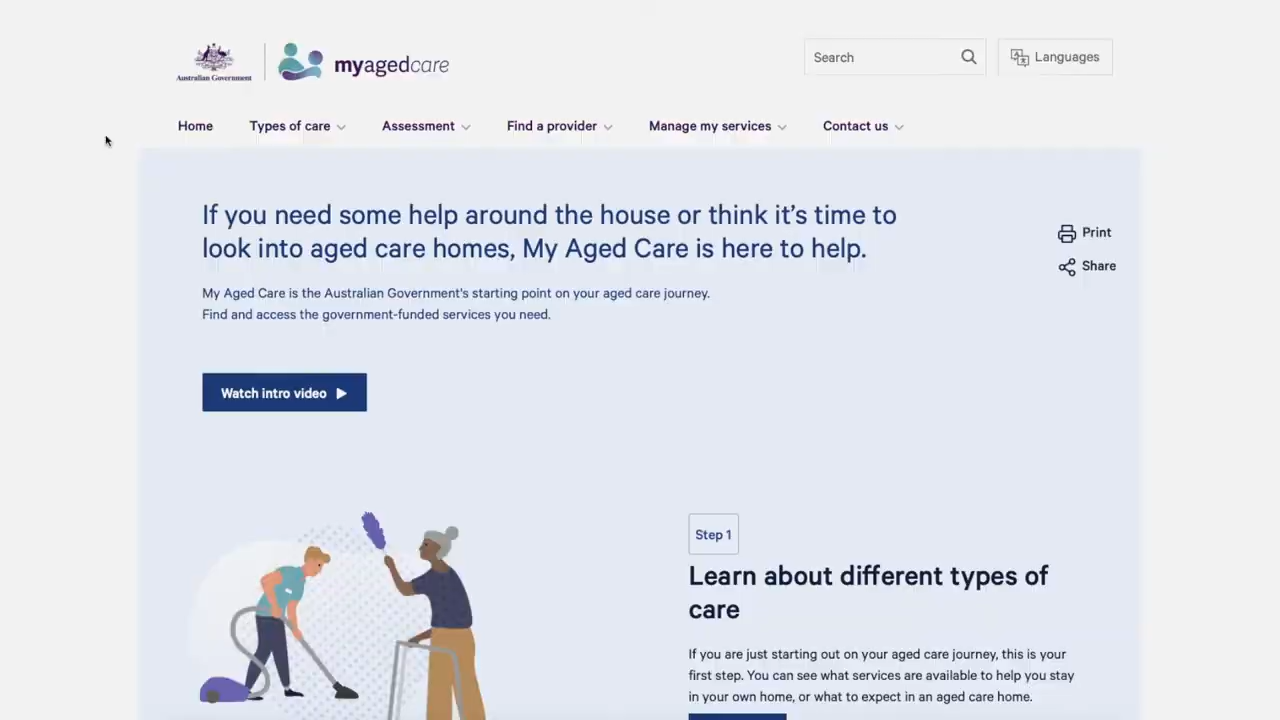 Australian Government
myagedcare
Search
Languages
Home
Types of care
Assessment
Find a provider
Manage my services
Contact us
If you need some help around the house or think it's time to
look into aged care homes, My Aged Care is here to help.
Print
Share
My Aged Care is the Australian Government's starting point on your aged care journey.
Find and access the government-funded services you need.
Watch intro video
Step 1
Learn about different types of
care
If you are just starting out on your aged care journey, this is your
first step. You can see what services are available to help you stay
in your own home, or what to expect in an aged care home.